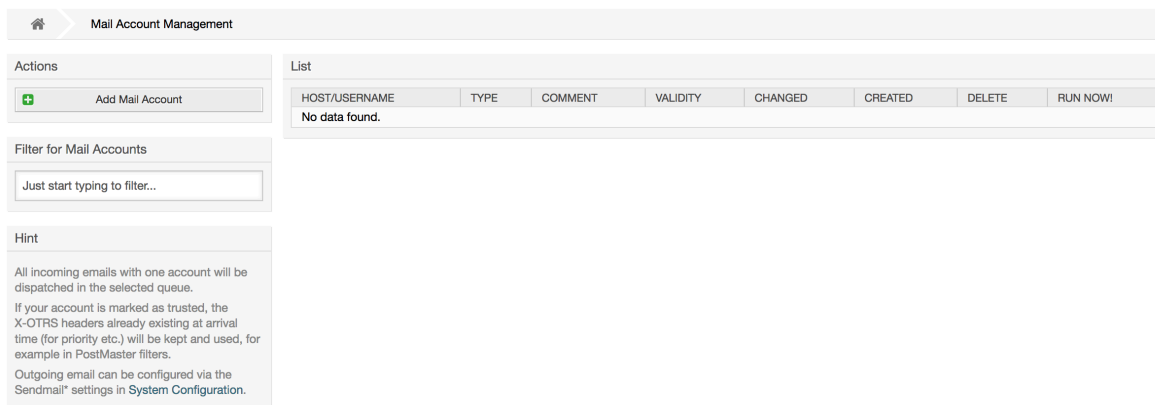 Mail Account Management
Actions
Add Mail Account
Filter for Mail Accounts
Just start typing to filter...
Hint
All incoming emails with one account will be
dispatched in the selected queue.
If your account is marked as trusted, the
X-OTRS headers already existing at arrival
time (for priority etc.) will be kept and used, for
example in PostMaster filters.
Outgoing email can be configured via the
Sendmail* settings in System Configuration.
List
HOST/USERNAME TYPE COMMENT VALIDITY CHANGED CREATED DELETE RUN NOW!
No data found.